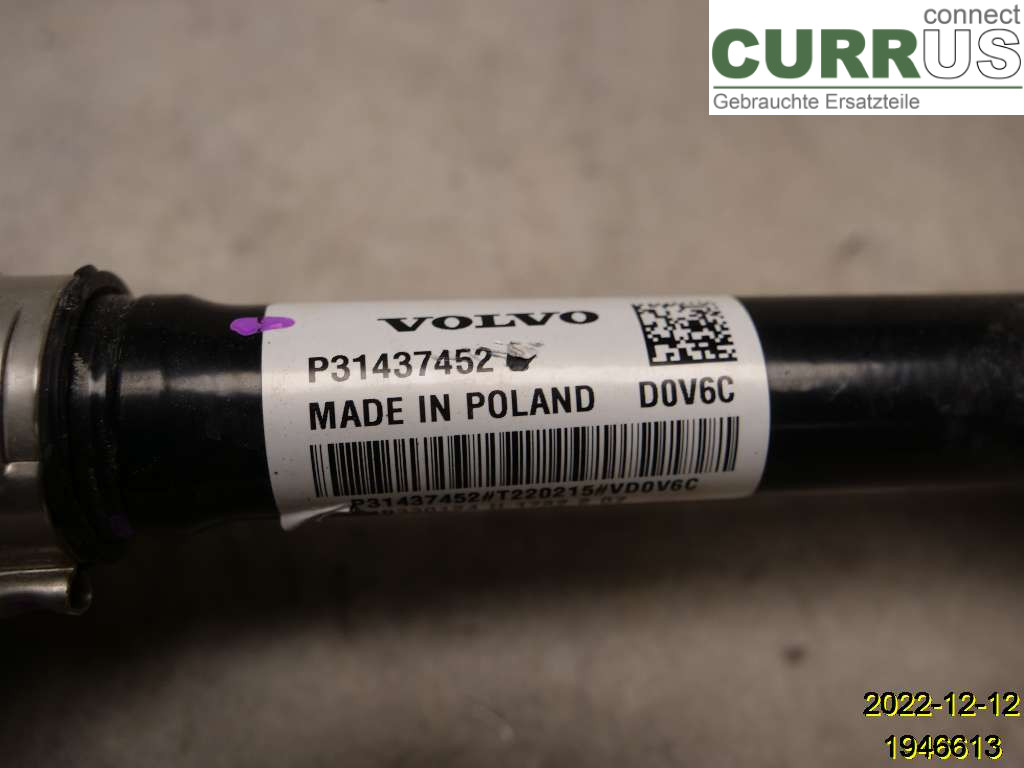 connect
CURRUS
Gebrauchte Ersatzteile
VOLVO
P31437452
MADE IN POLAND D0V6C
P31437452#T220215#VD0V6C
2022-12-12
1946613